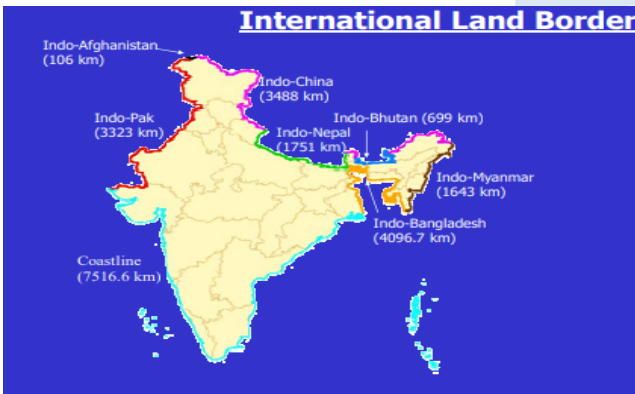 International Land Border
Indo-Afghanistan
(106 km)
Indo-China
(3488 km)
Indo-Pak
(3323 km)
Indo-Bhutan (699 km)
Indo-Nepal
(1751 km)
Indo-Myanmar
(1643 km)
Indo-Bangladesh
(4096.7 km)
Coastline
(7516.6 km)